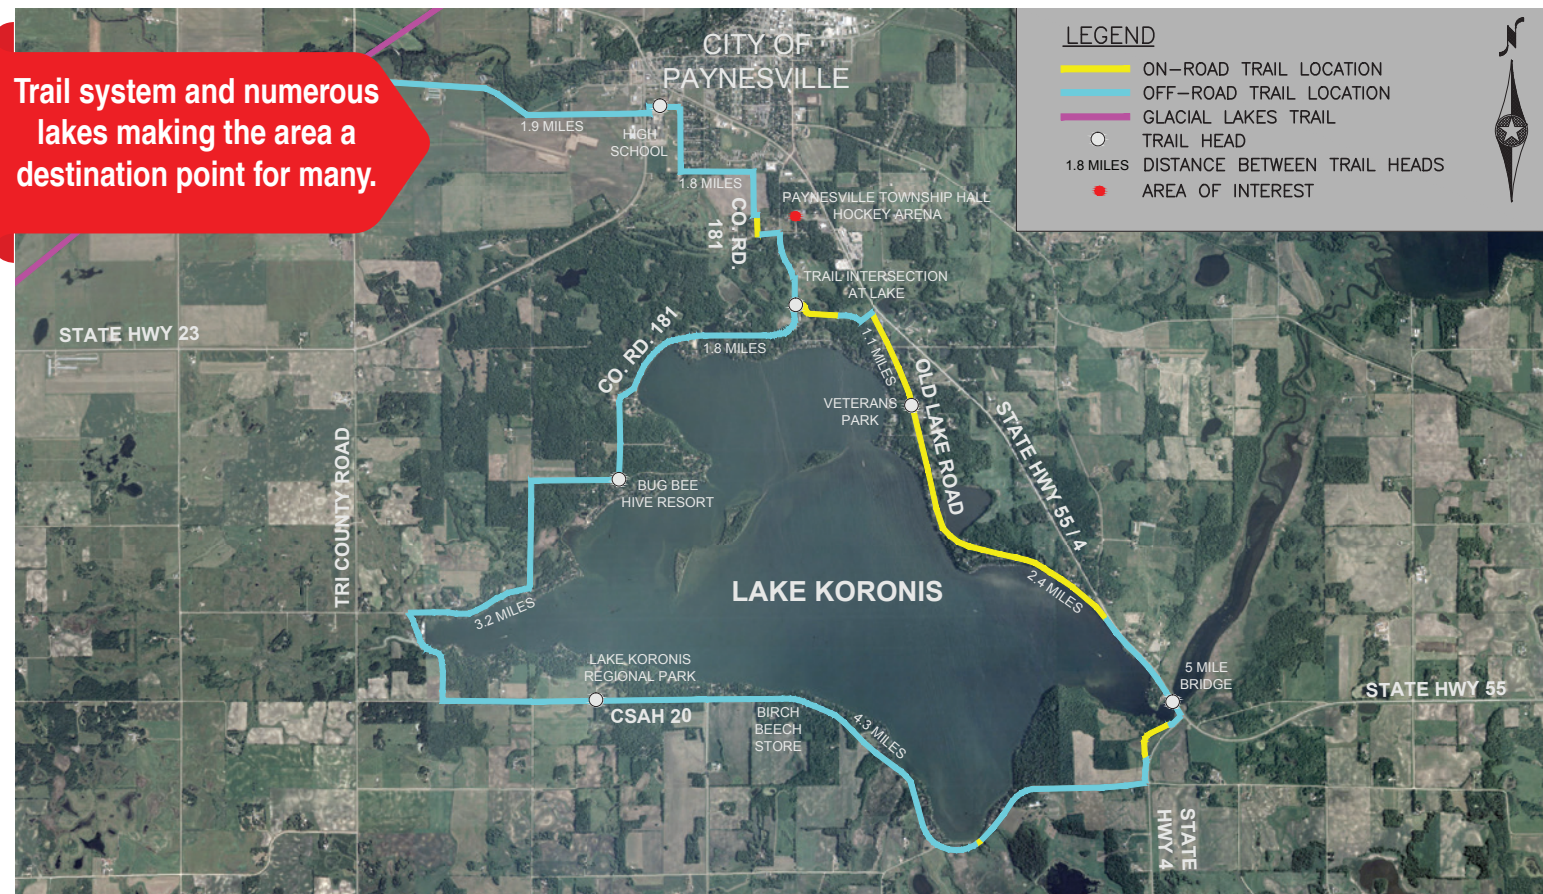 Trail system and numerous
lakes making the area a
destination point for many.
CITY OF
PAYNESVILLE
LEGEND
ON-ROAD TRAIL LOCATION
OFF-ROAD TRAIL LOCATION
GLACIAL LAKES TRAIL
TRAIL HEAD
1.8 MILES DISTANCE BETWEEN TRAIL HEADS
AREA OF INTEREST
N
1.9 MILES
HIGH
SCHOOL
1.8 MILES
CO. RD.
181
PAYNESVILLE TOWNSHIP HALL
HOCKEY ARENA
TRAIL INTERSECTION
AT LAKE
STATE HWY 23
CO. RD. 181
1.8 MILES
1.1 MILES
OLD LAKE ROAD
VETERANS
PARK
STATE HWY 55 / 4
TRI COUNTY ROAD
BUG BEE
HIVE RESORT
LAKE KORONIS
2.4 MILES
3.2 MILES
LAKE KORONIS
REGIONAL PARK
5 MILE
BRIDGE
STATE HWY 55
CSAH 20
BIRCH
BEECH
STORE
4.3 MILES
STATE
HWY 4